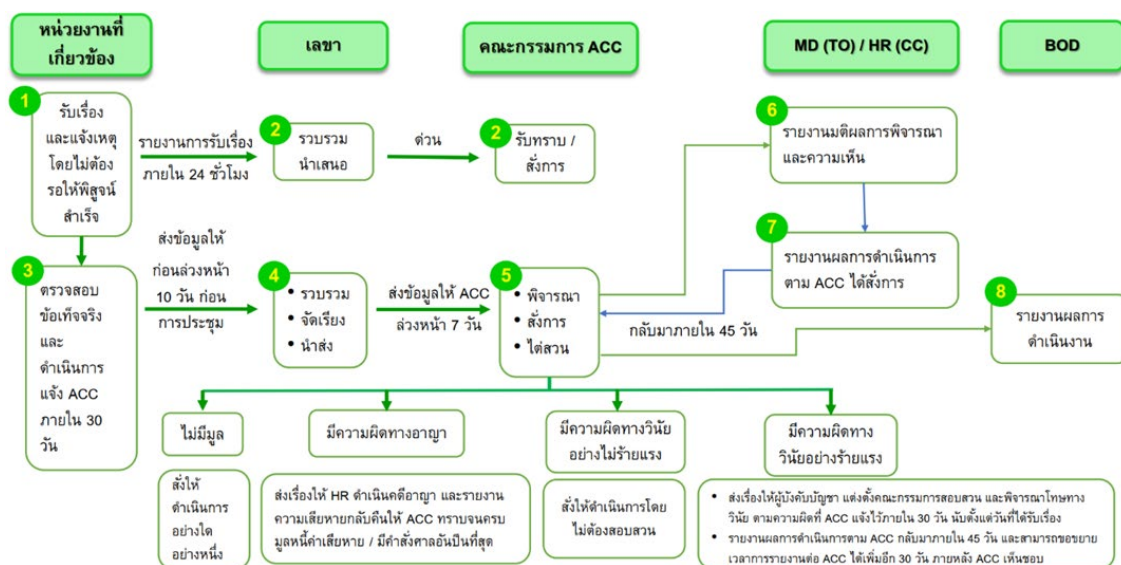 หน่วยงานที่
เกี่ยวข้อง
เลขา
คณะกรรมการ ACC
MD (TO) / HR (CC)
BOD
1
รับเรื่อง
และแจ้งเหตุ
โดยไม่ต้อง
รอให้พิสูจน์
สำเร็จ
รายงานการรับเรื่อง
ภายใน 24 ชั่วโมง
2
รวบรวม
นำเสนอ
ด่วน
2
รับทราบ /
สั่งการ
6
รายงานมติผลการพิจารณา
และความเห็น
3
ตรวจสอบ
ข้อเท็จจริง
และ
ดำเนินการ
แจ้ง ACC
ภายใน 30
วัน
ส่งข้อมูลให้
ก่อนล่วงหน้า
10 วัน ก่อน
การประชุม
4
• รวบรวม
• จัดเรียง
• นำส่ง
ส่งข้อมูลให้ ACC
ล่วงหน้า 7 วัน
5
• พิจารณา
• สั่งการ
• ไต่สวน
7
รายงานผลการดำเนินการ
ตาม ACC ได้สั่งการ
กลับมาภายใน 45 วัน
8
รายงานผลการ
ดำเนินงาน
ไม่มีมูล
มีความผิดทางอาญา
มีความผิดทางวินัย
อย่างไม่ร้ายแรง
มีความผิดทาง
วินัยอย่างร้ายแรง
สั่งให้
ดำเนินการ
อย่างใด
อย่างหนึ่ง
ส่งเรื่องให้ HR ดำเนินคดีอาญา และรายงาน
ความเสียหายกลับคืนให้ ACC ทราบจนครบ
มูลหนี้ค่าเสียหาย / มีคำสั่งศาลอันเป็นที่สุด
สั่งให้ดำเนินการโดย
ไม่ต้องสอบสวน
• ส่งเรื่องให้ผู้บังคับบัญชา แต่งตั้งคณะกรรมการสอบสวน และพิจารณาโทษทาง
วินัย ตามความผิดที่ ACC แจ้งไว้ภายใน 30 วัน นับตั้งแต่วันที่ได้รับเรื่อง
• รายงานผลการดำเนินการตาม ACC กลับมาภายใน 45 วัน และสามารถขอขยาย
เวลาการรายงานต่อ ACC ได้เพิ่มอีก 30 วัน ภายหลัง ACC เห็นชอบ